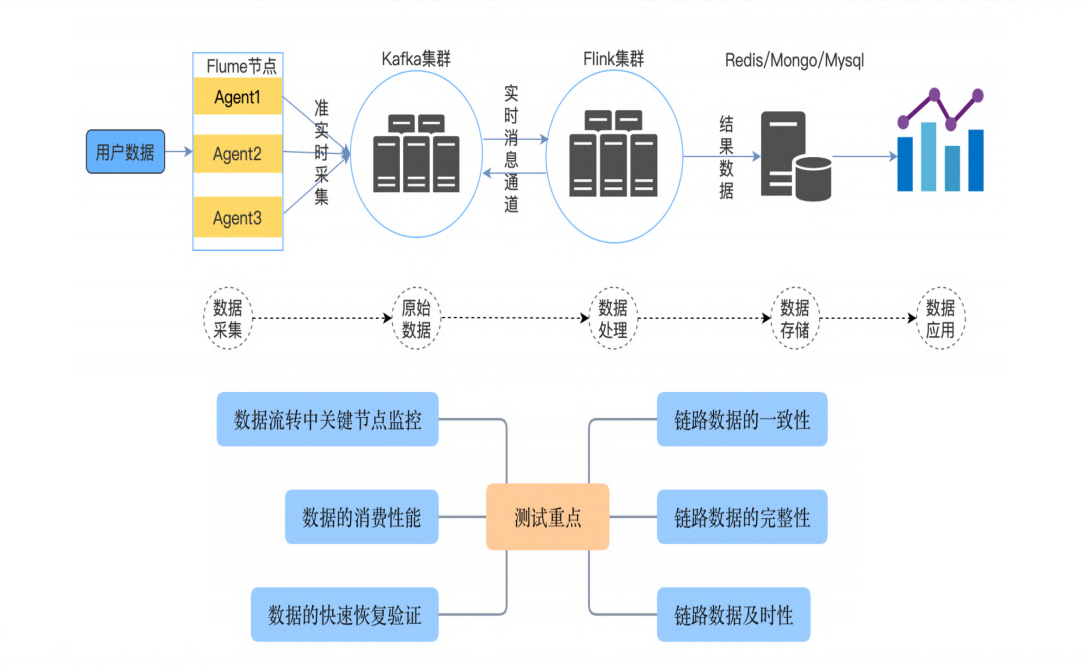 Flume节点
Kafka集群
Flink集群
Redis/Mongo/Mysql
Agent1
用户数据
Agent2
Agent3
准实时采集
实时消息通道
结果数据
数据
采集
原始
数据
数据
处理
数据
存储
数据
应用
数据流转中关键节点监控
链路数据的一致性
数据的消费性能
测试重点
链路数据的完整性
数据的快速恢复验证
链路数据及时性